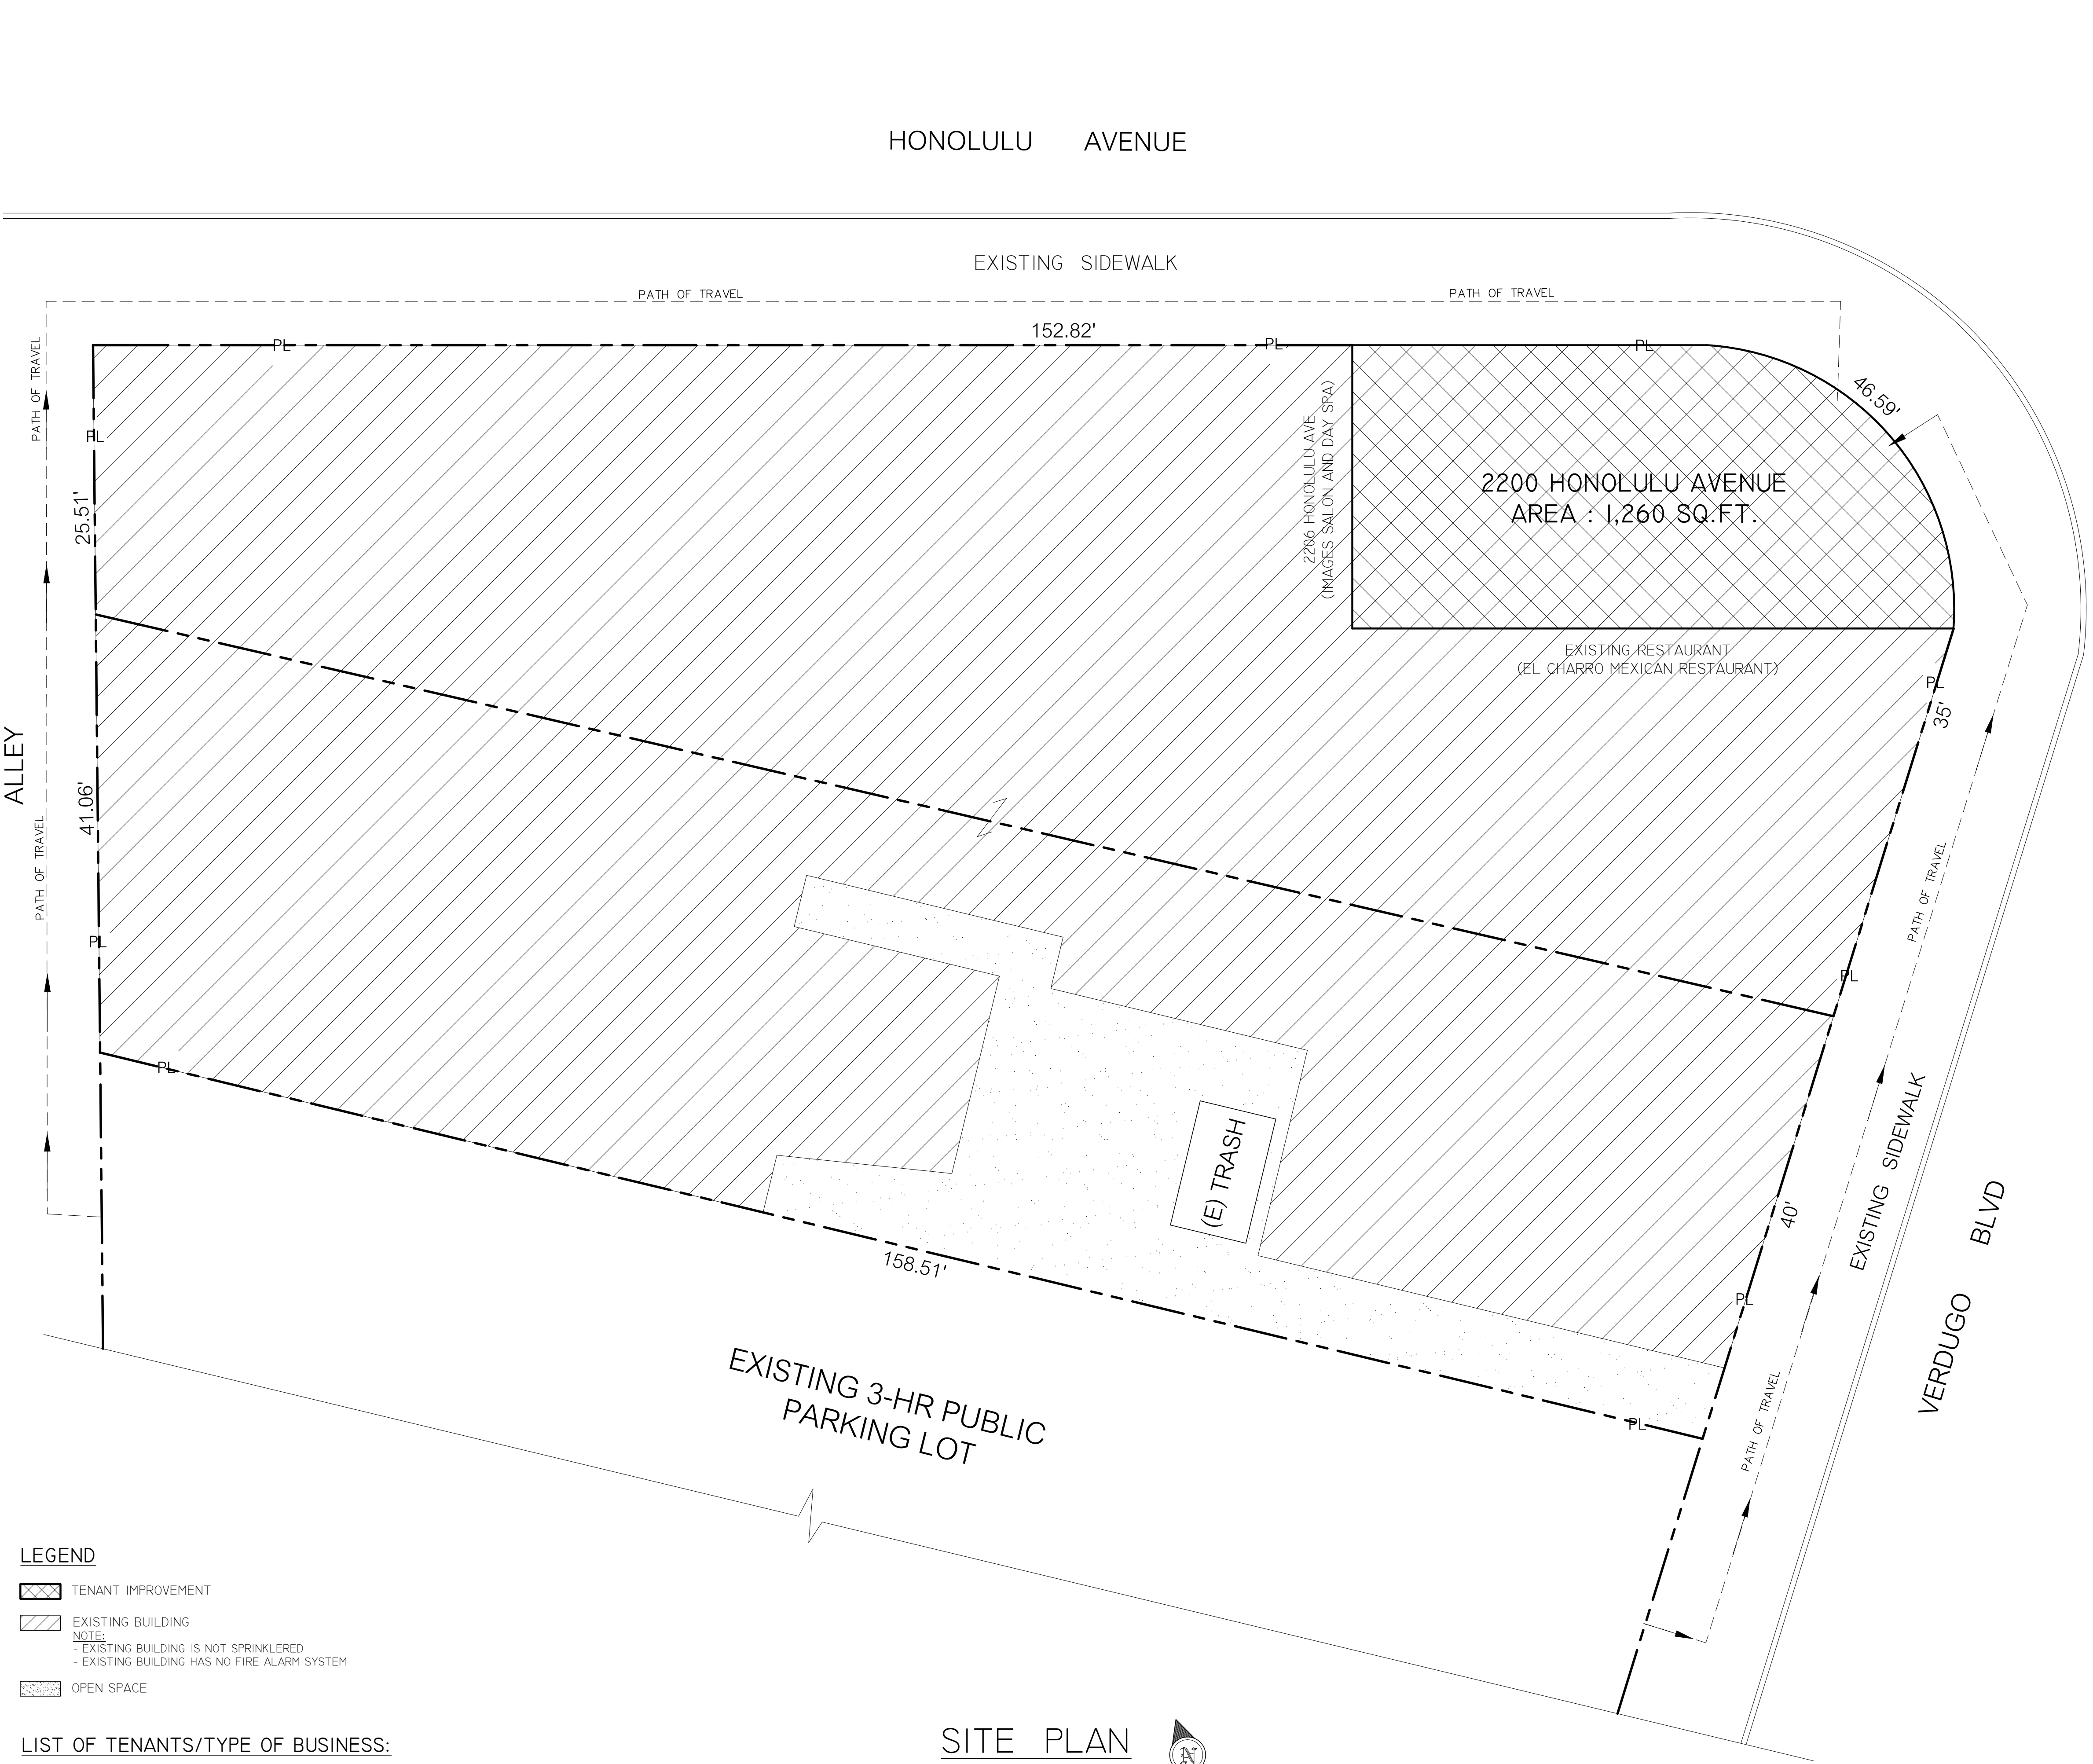 HONOLULU AVENUE
EXISTING SIDEWALK
PATH OF TRAVEL
PATH OF TRAVEL
152.82'
PL
PL
PL
PATH OF TRAVEL
PL
25.51'
46.59'
2206 HONOLULU AVE
(IMAGES SALON AND DAY SPA)
2200 HONOLULU AVENUE
AREA : 1,260 SQ.FT.
EXISTING RESTAURANT
(EL CHARRO MEXICAN RESTAURANT)
PL
35'
ALLEY
41.06'
PATH OF TRAVEL
PL
PL
PATH OF TRAVEL
PL
PL
(E) TRASH
EXISTING SIDEWALK
40'
VERDUGO BLVD
158.51'
PL
PATH OF TRAVEL
EXISTING 3-HR PUBLIC
PARKING LOT
LEGEND
TENANT IMPROVEMENT
EXISTING BUILDING
NOTE:
- EXISTING BUILDING IS NOT SPRINKLERED
- EXISTING BUILDING HAS NO FIRE ALARM SYSTEM
OPEN SPACE
LIST OF TENANTS/TYPE OF BUSINESS:
SITE PLAN
N